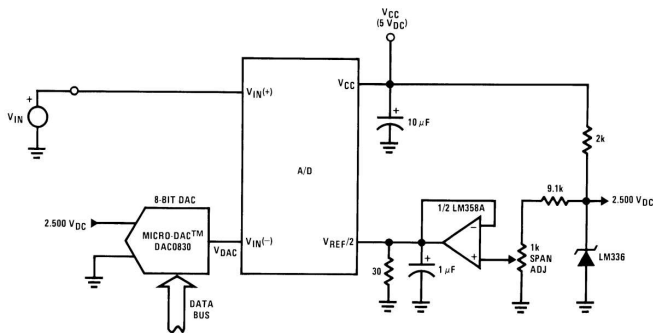 VCC
(5 VDC)
VIN(+)
VCC
+
VIN
+
10 µF
2k
A/D
8-BIT DAC
9.1k
2.500 VDC
1/2 LM358A
2.500 VDC
MICRO-DAC™
DAC0830
VIN(−)
VDAC
VREF/2
−
+
1k
SPAN
ADJ
LM336
30
+
1 µF
DATA
BUS